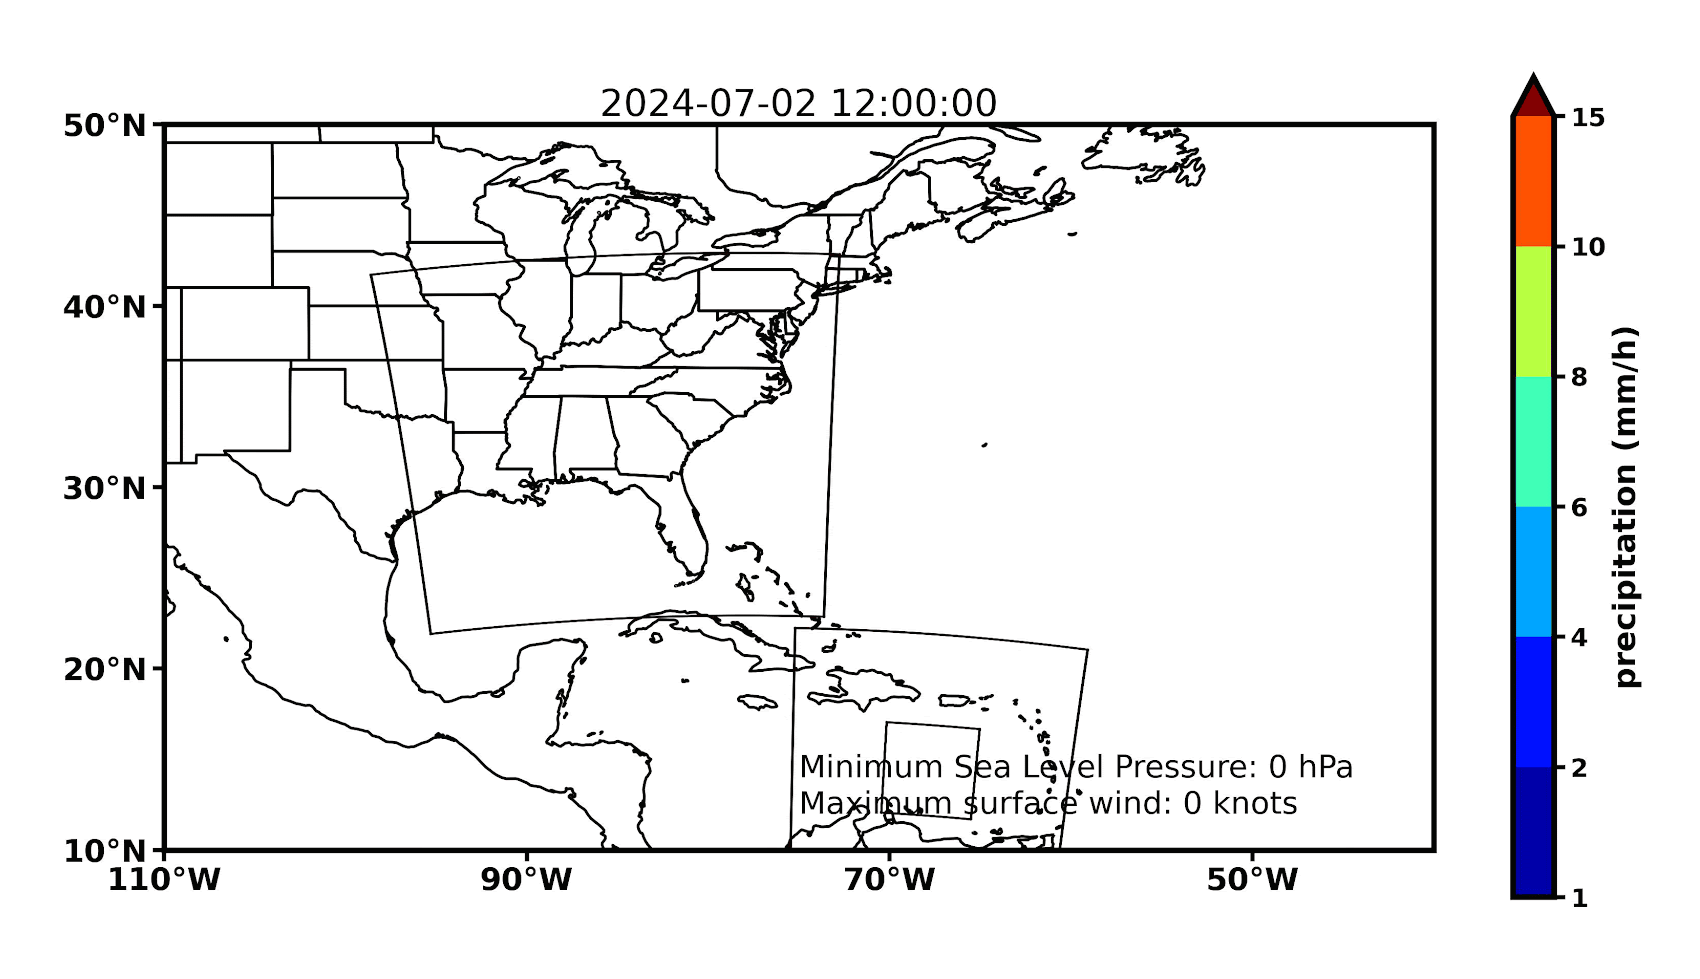 2024-07-02 12:00:00
50°N
40°N
30°N
20°N
10°N
110°W
90°W
70°W
50°W
Minimum Sea Level Pressure: 0 hPa
Maximum surface wind: 0 knots
15
10
8
6
4
2
1
precipitation (mm/h)